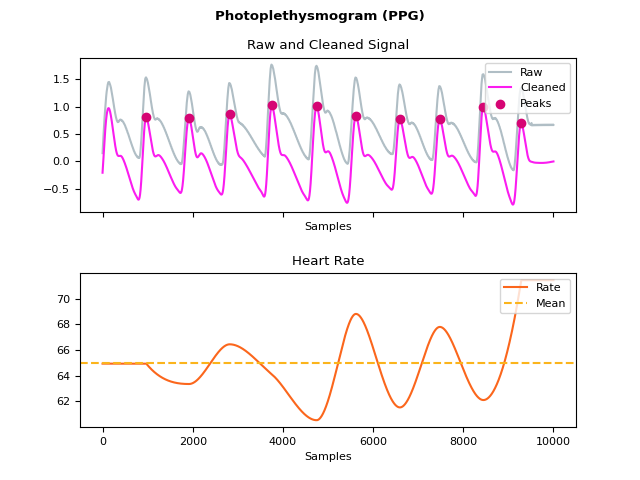 Photoplethysmogram (PPG)
Raw and Cleaned Signal
Raw
Cleaned
Peaks
1.5
1.0
0.5
0.0
−0.5
Samples
Heart Rate
Rate
Mean
70
68
66
64
62
0 2000 4000 6000 8000 10000
Samples